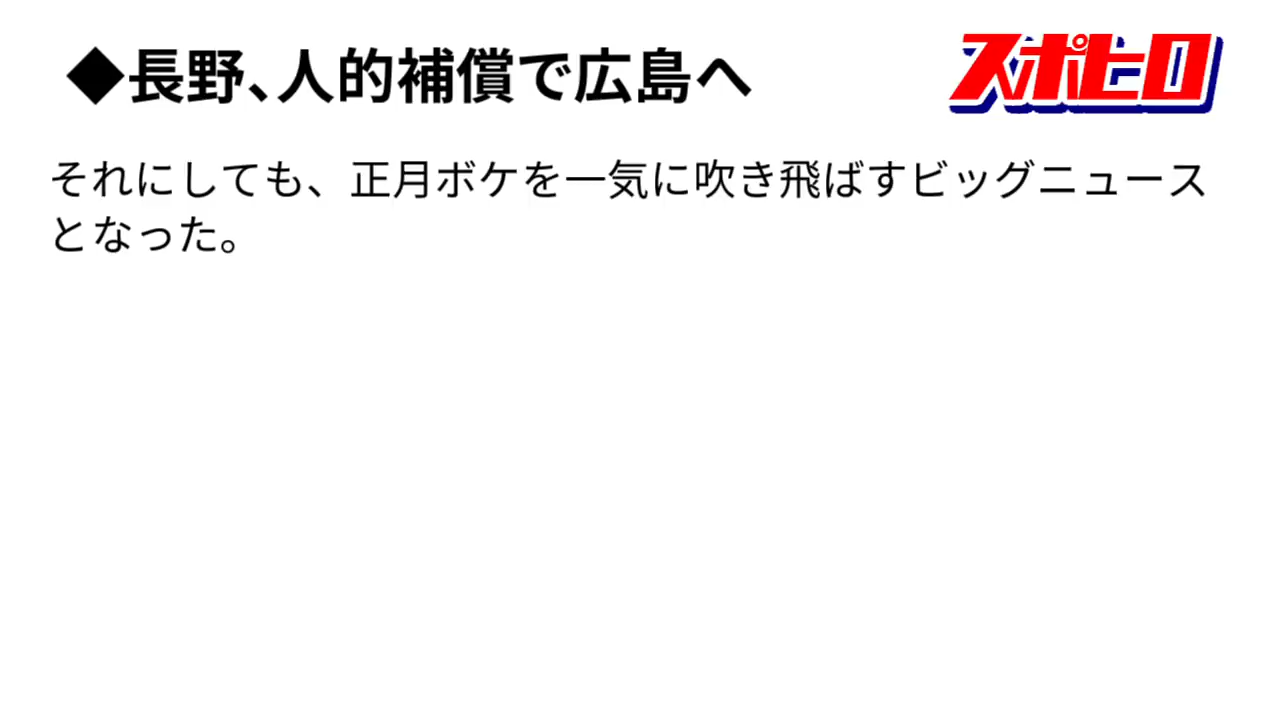 ◆長野、人的補償で広島へ
スポヒロ
それにしても、正月ボケを一気に吹き飛ばすビッグニュース
となった。